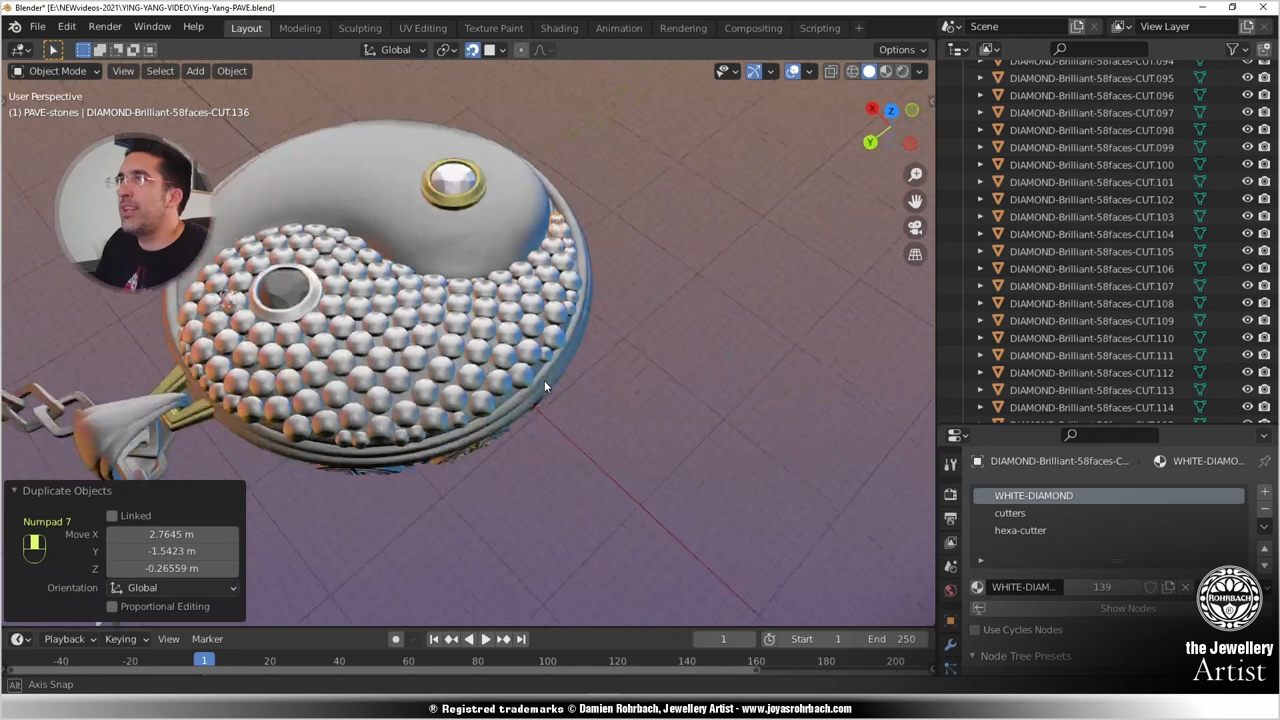 Blender* [E:\NEWvideos-2021\YING-YANG-VIDEO\Ying-Yang-PAVE.blend]
File Edit Render Window Help Layout Modeling Sculpting UV Editing Texture Paint Shading Animation Rendering Compositing Scripting + Scene View Layer
Global Options
Object Mode View Select Add Object
User Perspective
(1) PAVE-stones | DIAMOND-Brilliant-58faces-CUT.136
X Z Y
DIAMOND-Brilliant-58faces-CUT.094
DIAMOND-Brilliant-58faces-CUT.095
DIAMOND-Brilliant-58faces-CUT.096
DIAMOND-Brilliant-58faces-CUT.097
DIAMOND-Brilliant-58faces-CUT.098
DIAMOND-Brilliant-58faces-CUT.099
DIAMOND-Brilliant-58faces-CUT.100
DIAMOND-Brilliant-58faces-CUT.101
DIAMOND-Brilliant-58faces-CUT.102
DIAMOND-Brilliant-58faces-CUT.103
DIAMOND-Brilliant-58faces-CUT.104
DIAMOND-Brilliant-58faces-CUT.105
DIAMOND-Brilliant-58faces-CUT.106
DIAMOND-Brilliant-58faces-CUT.107
DIAMOND-Brilliant-58faces-CUT.108
DIAMOND-Brilliant-58faces-CUT.109
DIAMOND-Brilliant-58faces-CUT.110
DIAMOND-Brilliant-58faces-CUT.111
DIAMOND-Brilliant-58faces-CUT.112
DIAMOND-Brilliant-58faces-CUT.113
DIAMOND-Brilliant-58faces-CUT.114
DIAMOND-Brilliant-58faces-C... WHITE-DIAMO...
WHITE-DIAMOND
cutters
hexa-cutter
WHITE-DIAM... 139
Show Nodes
Use Cycles Nodes
Node Tree Presets
Duplicate Objects
Linked
Numpad 7
Move X 2.7645 m
Y -1.5423 m
Z -0.26559 m
Orientation Global
Proportional Editing
Playback Keying View Marker 1 Start 1 End 250
-40 -20 1 20 40 60 80 100 120 140 160 180 200
Alt Axis Snap
ROHRBACH
the Jewellery
Artist
® Registered trademarks © Damien Rohrbach, Jewellery Artist - www.joyasrohrbach.com